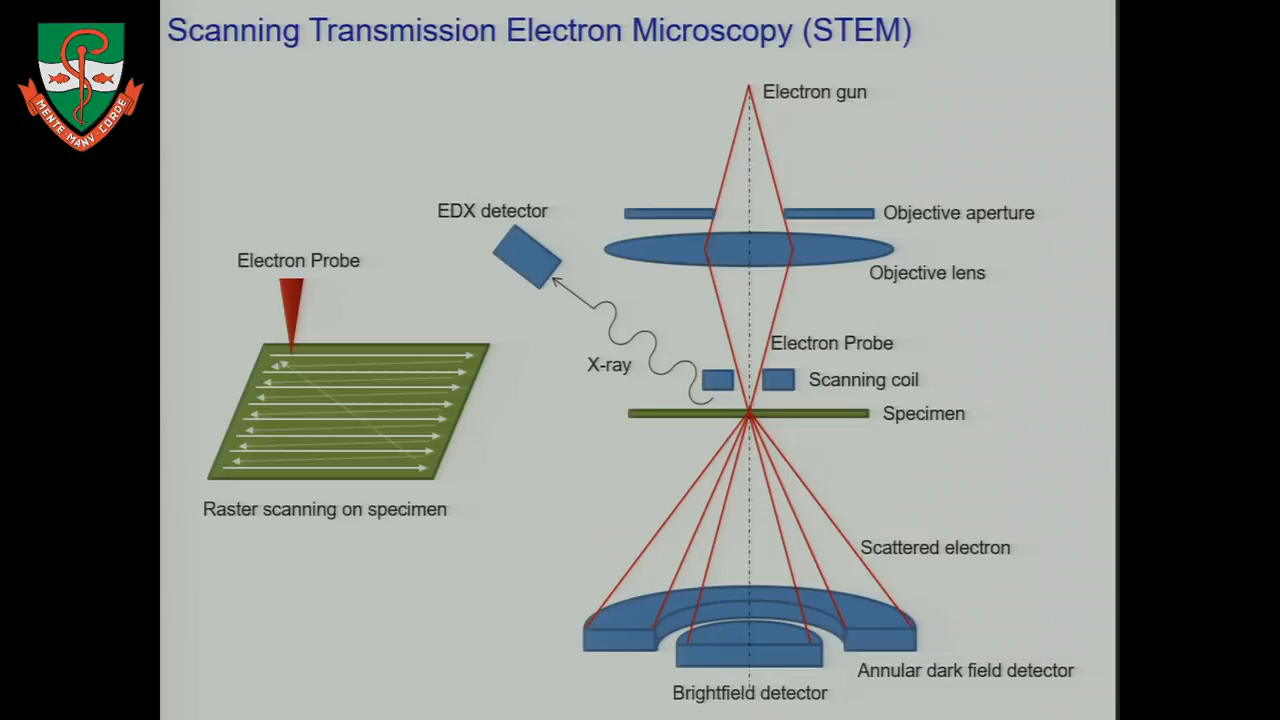 Scanning Transmission Electron Microscopy (STEM)
MENTE·MANV·CORDE
Electron gun
EDX detector
Objective aperture
Electron Probe
Objective lens
Electron Probe
X-ray
Scanning coil
Specimen
Raster scanning on specimen
Scattered electron
Annular dark field detector
Brightfield detector